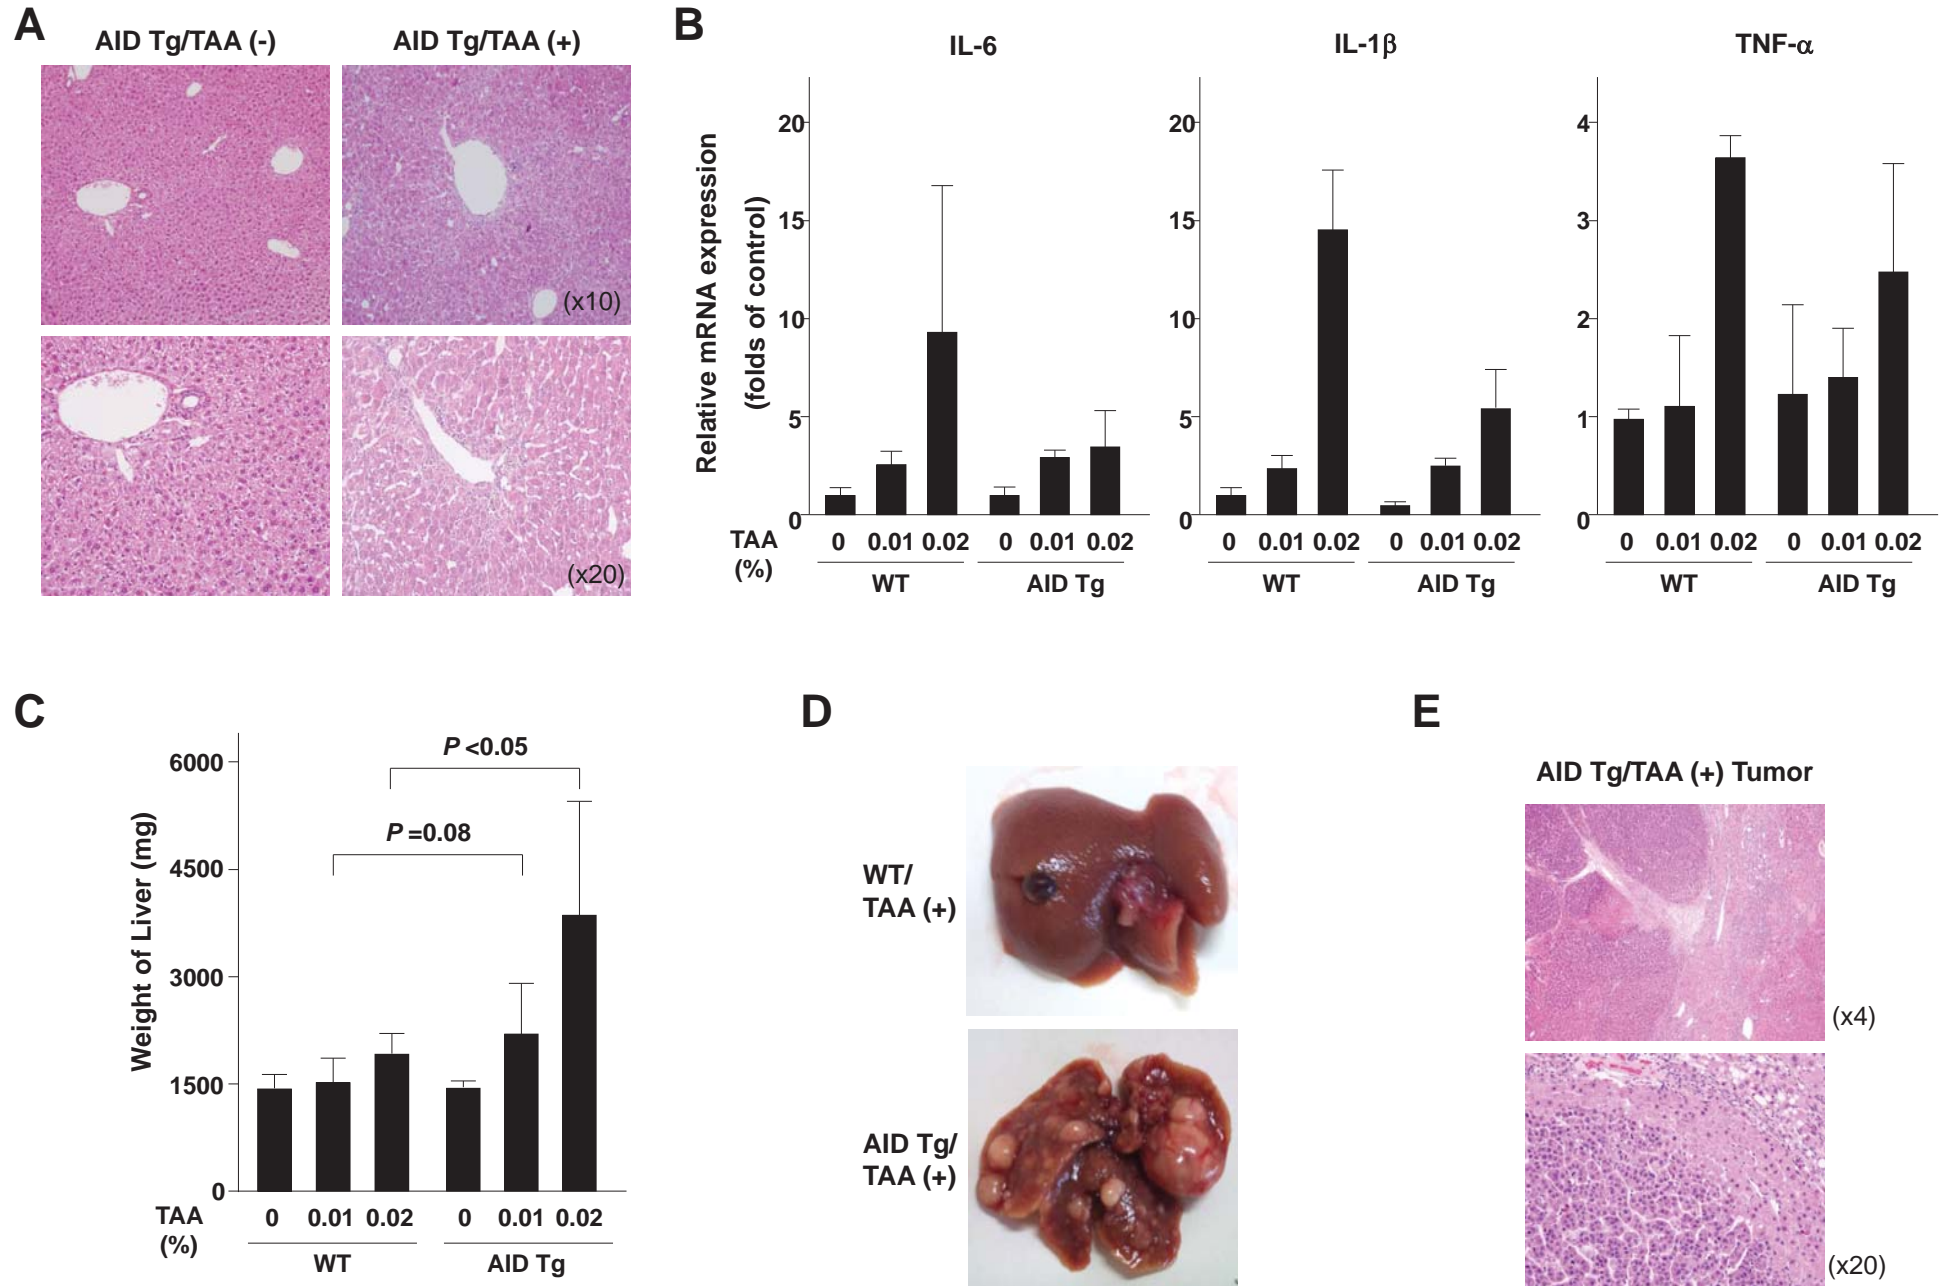 A
AID Tg/TAA (-)
AID Tg/TAA (+)
(x10)
(x20)
B
IL-6
IL-1β
TNF-α
Relative mRNA expression
(folds of control)
20
15
10
5
0
20
15
10
5
0
4
3
2
1
0
TAA
(%)
0 0.01 0.02 0 0.01 0.02
WT AID Tg
0 0.01 0.02 0 0.01 0.02
WT AID Tg
0 0.01 0.02 0 0.01 0.02
WT AID Tg
C
Weight of Liver (mg)
6000
4500
3000
1500
0
P <0.05
P =0.08
TAA
(%)
0 0.01 0.02 0 0.01 0.02
WT AID Tg
D
WT/
TAA (+)
AID Tg/
TAA (+)
E
AID Tg/TAA (+) Tumor
(x4)
(x20)